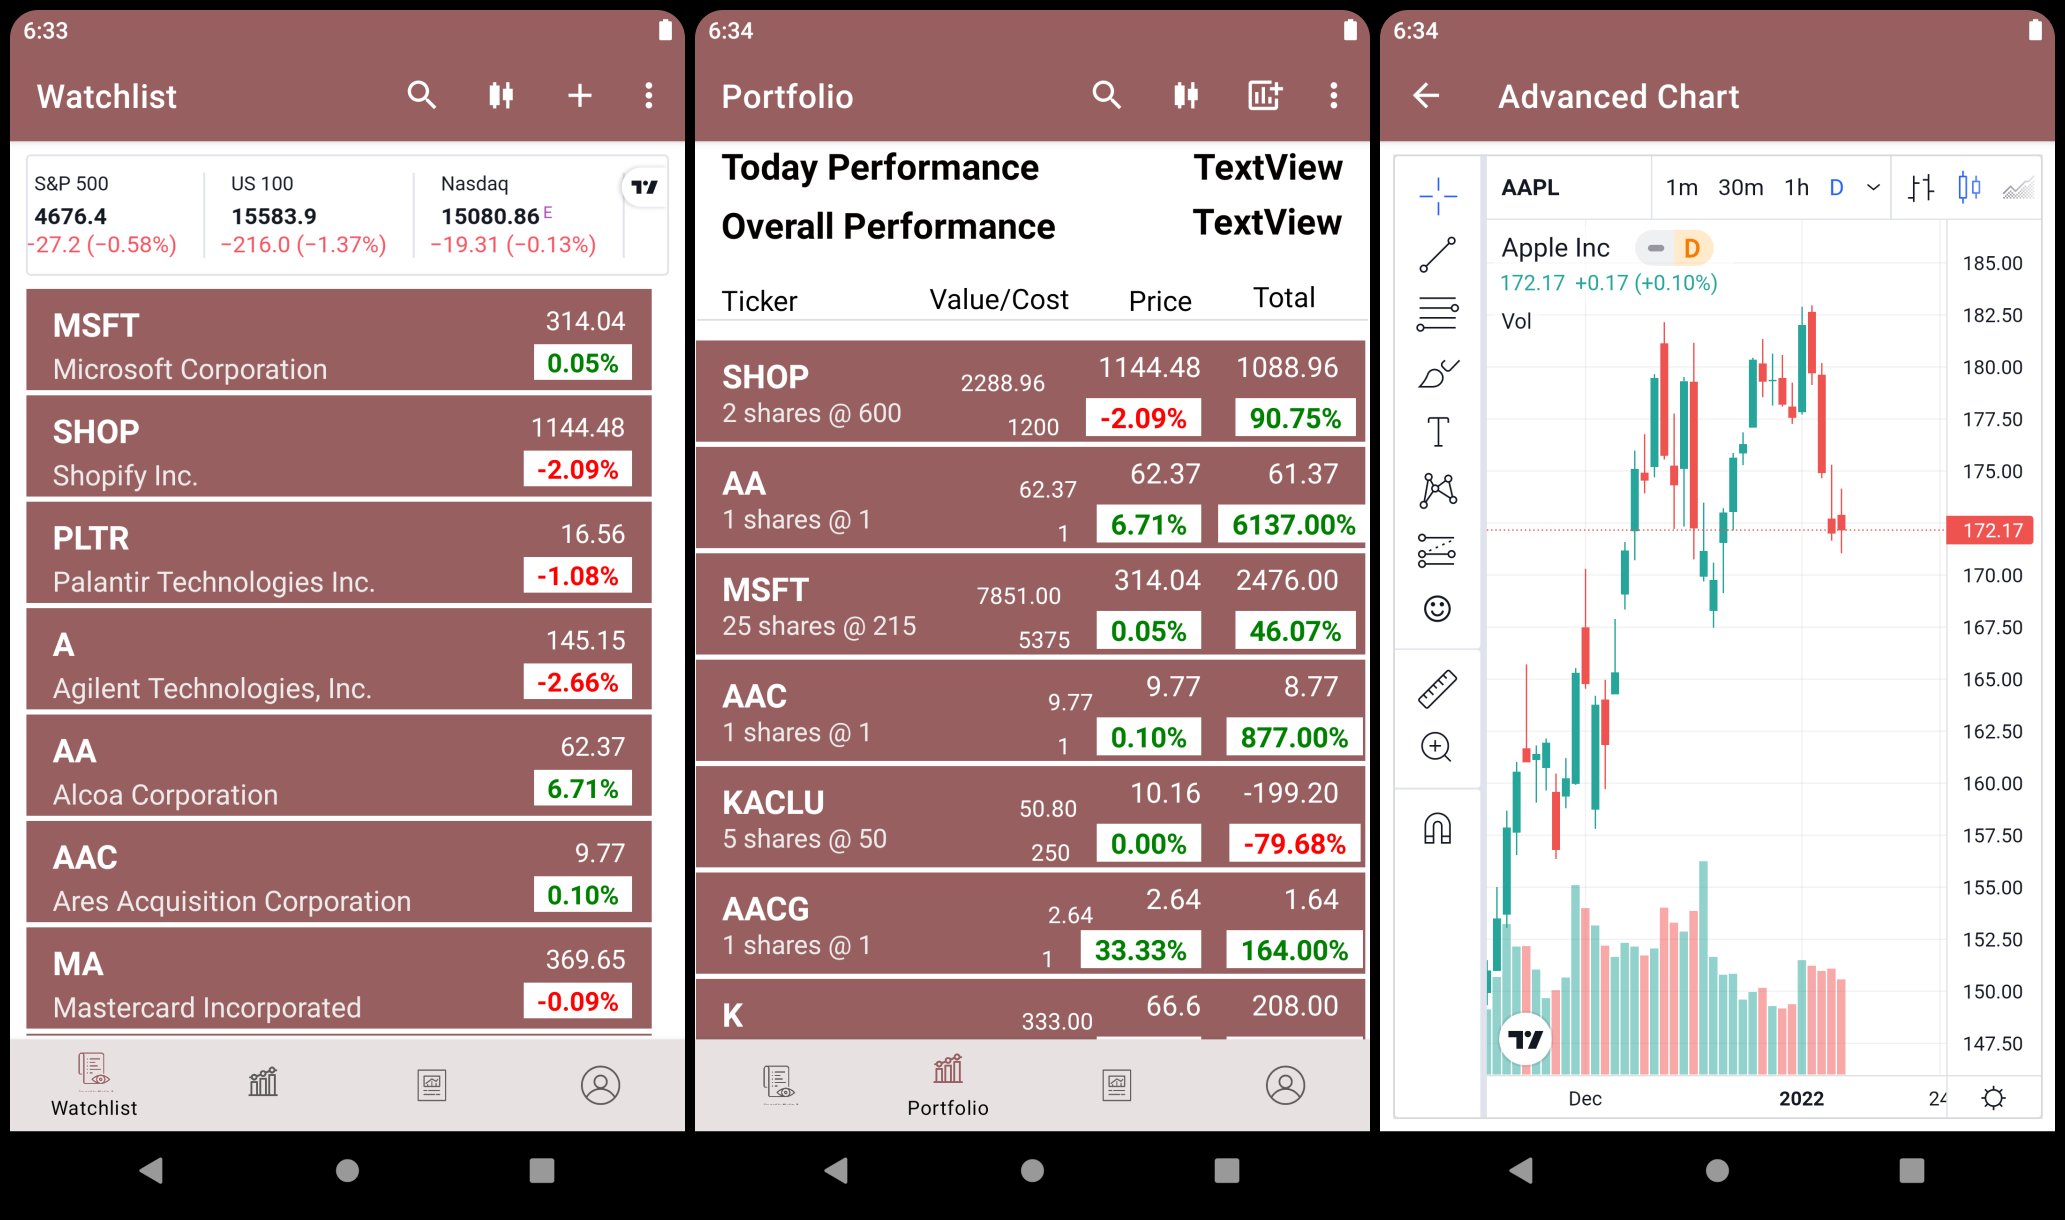 6:33
Watchlist
S&P 500
4676.4
-27.2 (−0.58%)
US 100
15583.9
−216.0 (−1.37%)
Nasdaq
15080.86 E
−19.31 (−0.13%)
MSFT 314.04
Microsoft Corporation 0.05%
SHOP 1144.48
Shopify Inc. -2.09%
PLTR 16.56
Palantir Technologies Inc. -1.08%
A 145.15
Agilent Technologies, Inc. -2.66%
AA 62.37
Alcoa Corporation 6.71%
AAC 9.77
Ares Acquisition Corporation 0.10%
MA 369.65
Mastercard Incorporated -0.09%
Watchlist
6:34
Portfolio
Today Performance TextView
Overall Performance TextView
Ticker Value/Cost Price Total
SHOP 2288.96 1144.48 1088.96
2 shares @ 600 1200 -2.09% 90.75%
AA 62.37 62.37 61.37
1 shares @ 1 1 6.71% 6137.00%
MSFT 7851.00 314.04 2476.00
25 shares @ 215 5375 0.05% 46.07%
AAC 9.77 9.77 8.77
1 shares @ 1 1 0.10% 877.00%
KACLU 50.80 10.16 -199.20
5 shares @ 50 250 0.00% -79.68%
AACG 2.64 2.64 1.64
1 shares @ 1 1 33.33% 164.00%
K 333.00 66.6 208.00
Portfolio
6:34
Advanced Chart
AAPL 1m 30m 1h D
Apple Inc D
172.17 +0.17 (+0.10%)
Vol
185.00
182.50
180.00
177.50
175.00
172.17
170.00
167.50
165.00
162.50
160.00
157.50
155.00
152.50
150.00
147.50
Dec 2022 24